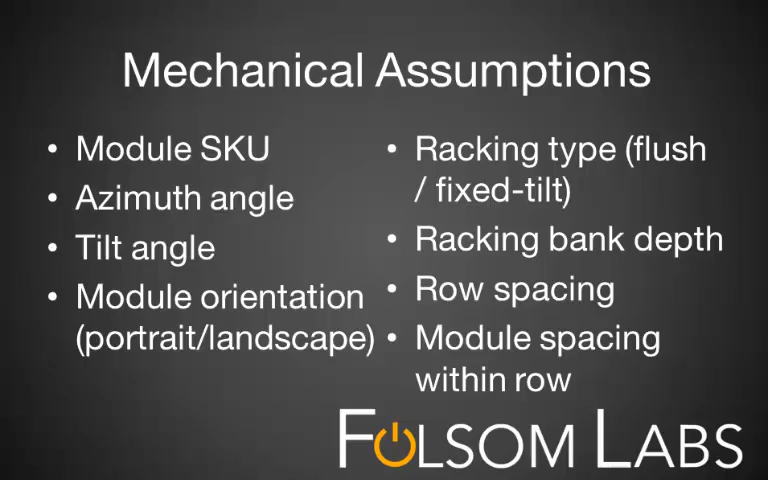 Mechanical Assumptions
• Module SKU
• Azimuth angle
• Tilt angle
• Module orientation
(portrait/landscape)
• Racking type (flush
/ fixed-tilt)
• Racking bank depth
• Row spacing
• Module spacing
within row
FOLSOM LABS